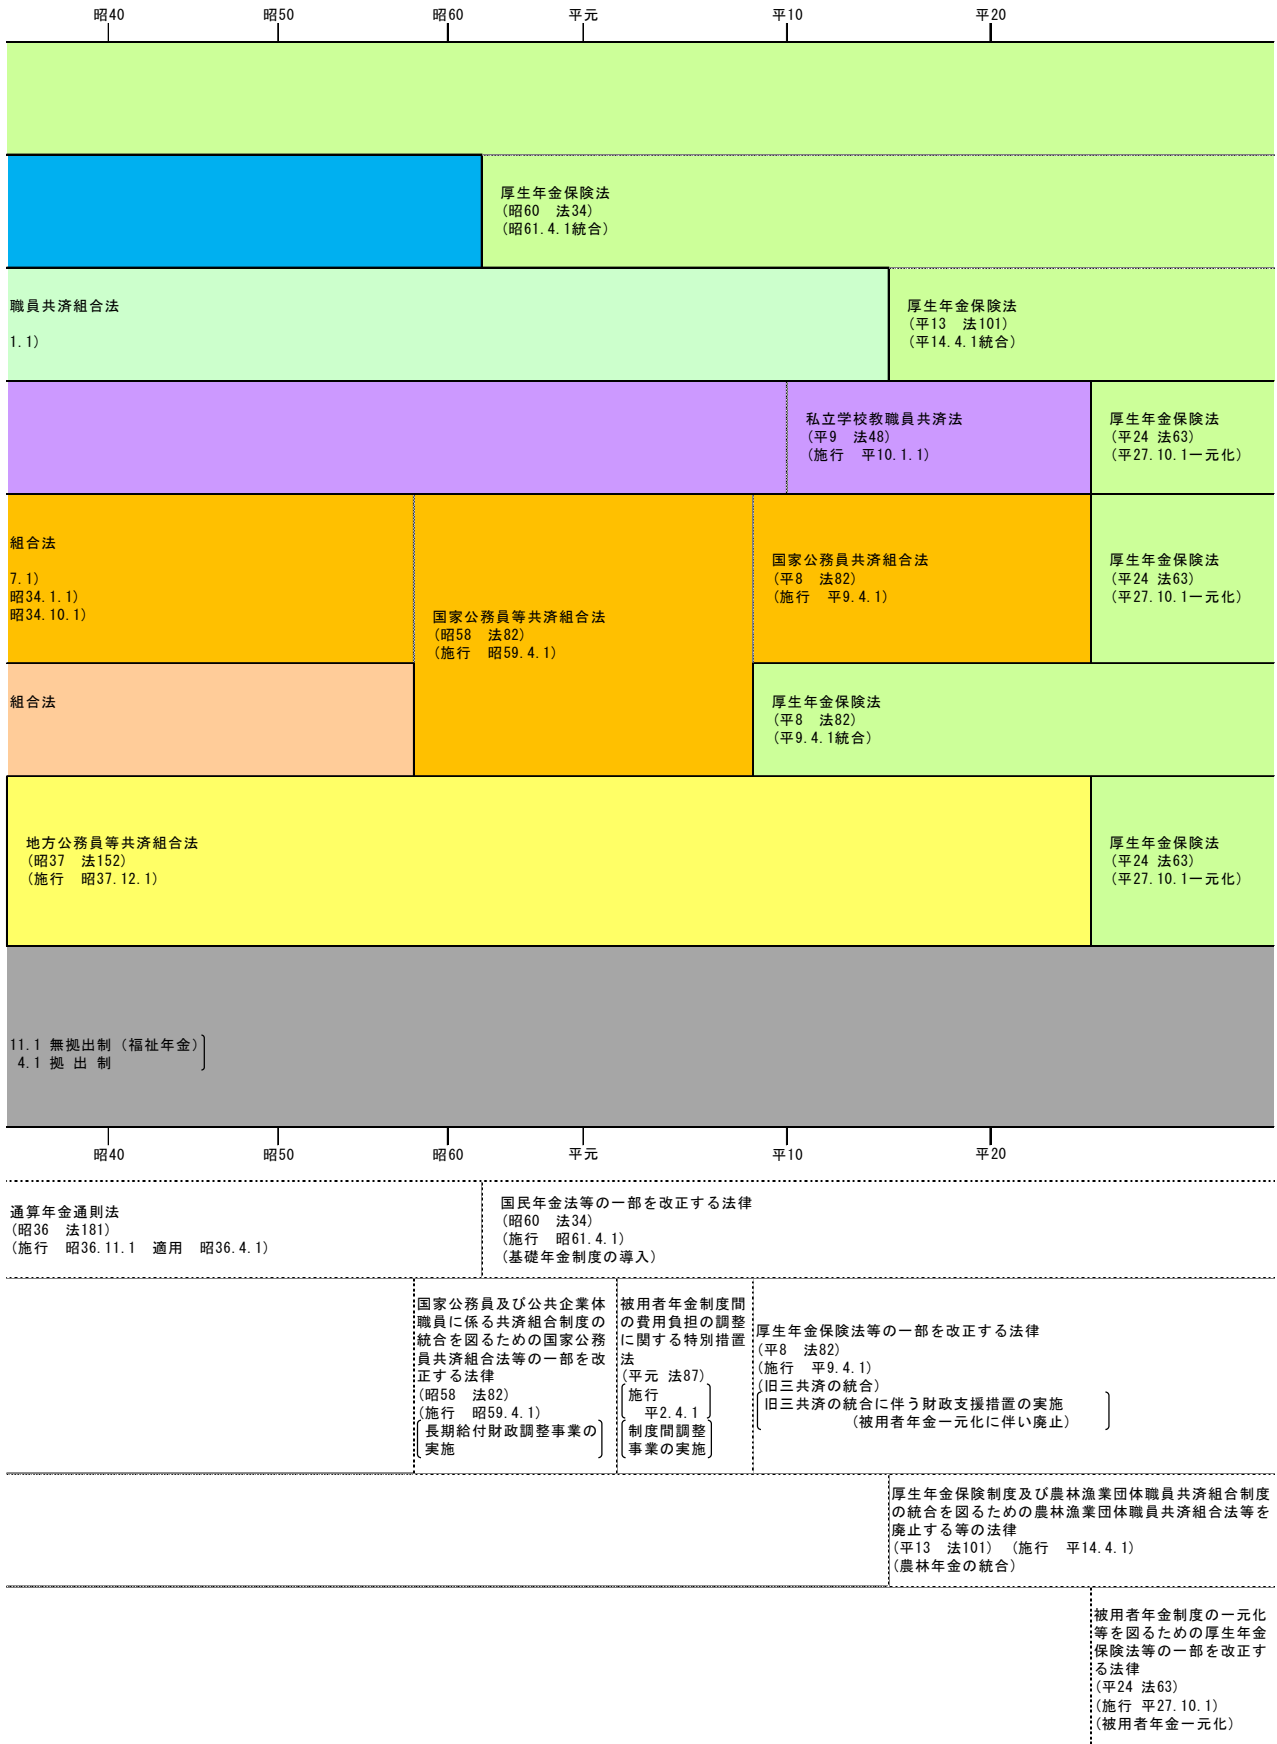 昭40 昭50 昭60 平元 平10 平20
厚生年金保険法
(昭60 法34)
(昭61.4.1統合)
職員共済組合法
1.1)
厚生年金保険法
(平13 法101)
(平14.4.1統合)
私立学校教職員共済法
(平9 法48)
(施行 平10.1.1)
厚生年金保険法
(平24 法63)
(平27.10.1一元化)
組合法
7.1)
昭34.1.1)
昭34.10.1)
国家公務員等共済組合法
(昭58 法82)
(施行 昭59.4.1)
国家公務員共済組合法
(平8 法82)
(施行 平9.4.1)
厚生年金保険法
(平24 法63)
(平27.10.1一元化)
組合法
厚生年金保険法
(平8 法82)
(平9.4.1統合)
地方公務員等共済組合法
(昭37 法152)
(施行 昭37.12.1)
厚生年金保険法
(平24 法63)
(平27.10.1一元化)
11.1 無拠出制(福祉年金)
4.1 拠 出 制
昭40 昭50 昭60 平元 平10 平20
通算年金通則法
(昭36 法181)
(施行 昭36.11.1 適用 昭36.4.1)
国民年金法等の一部を改正する法律
(昭60 法34)
(施行 昭61.4.1)
(基礎年金制度の導入)
国家公務員及び公共企業体
職員に係る共済組合制度の
統合を図るための国家公務
員共済組合法等の一部を改
正する法律
(昭58 法82)
(施行 昭59.4.1)
長期給付財政調整事業の
実施
被用者年金制度間
の費用負担の調整
に関する特別措置
法
(平元 法87)
施行
平2.4.1
制度間調整
事業の実施
厚生年金保険法等の一部を改正する法律
(平8 法82)
(施行 平9.4.1)
(旧三共済の統合)
旧三共済の統合に伴う財政支援措置の実施
(被用者年金一元化に伴い廃止)
厚生年金保険制度及び農林漁業団体職員共済組合制度
の統合を図るための農林漁業団体職員共済組合法等を
廃止する等の法律
(平13 法101) (施行 平14.4.1)
(農林年金の統合)
被用者年金制度の一元化
等を図るための厚生年金
保険法等の一部を改正す
る法律
(平24 法63)
(施行 平27.10.1)
(被用者年金一元化)